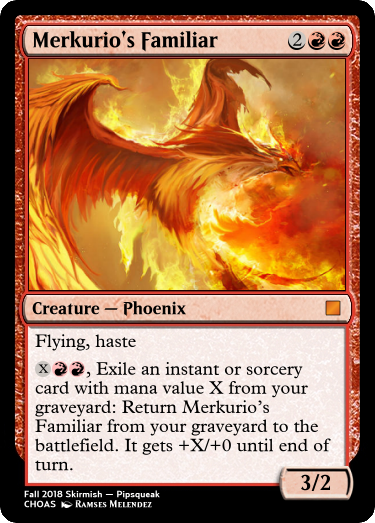 Merkurio's Familiar 2
Creature — Phoenix
Flying, haste
X, Exile an instant or sorcery
card with mana value X from your
graveyard: Return Merkurio's
Familiar from your graveyard to the
battlefield. It gets +X/+0 until end of
turn.
3/2
Fall 2018 Skirmish — Pipsqueak
CHOAS Ramses Melendez